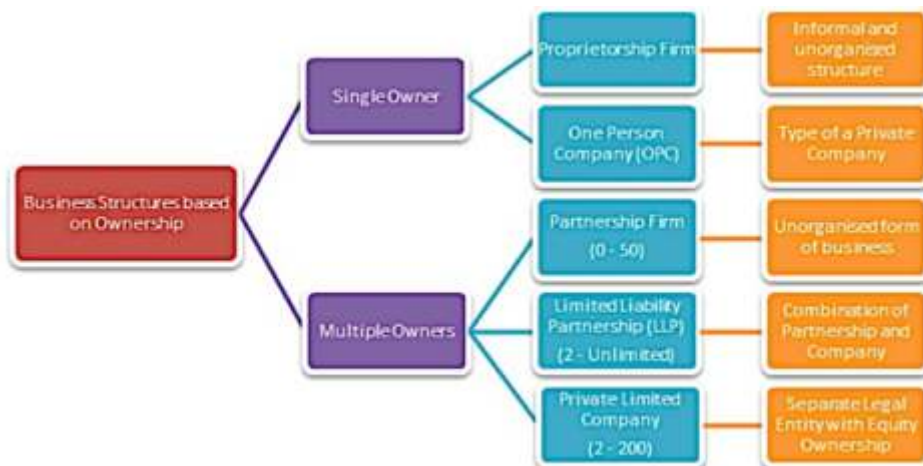 Business Structures based
on Ownership
Single Owner
Proprietorship Firm
Informal and
unorganised
structure
One Person
Company (OPC)
Type of a Private
Company
Multiple Owners
Partnership Firm
(0 - 50)
Unorganised form
of business
Limited Liability
Partnership (LLP)
(2 - Unlimited)
Combination of
Partnership and
Company
Private Limited
Company
(2 - 200)
Separate Legal
Entity with Equity
Ownership